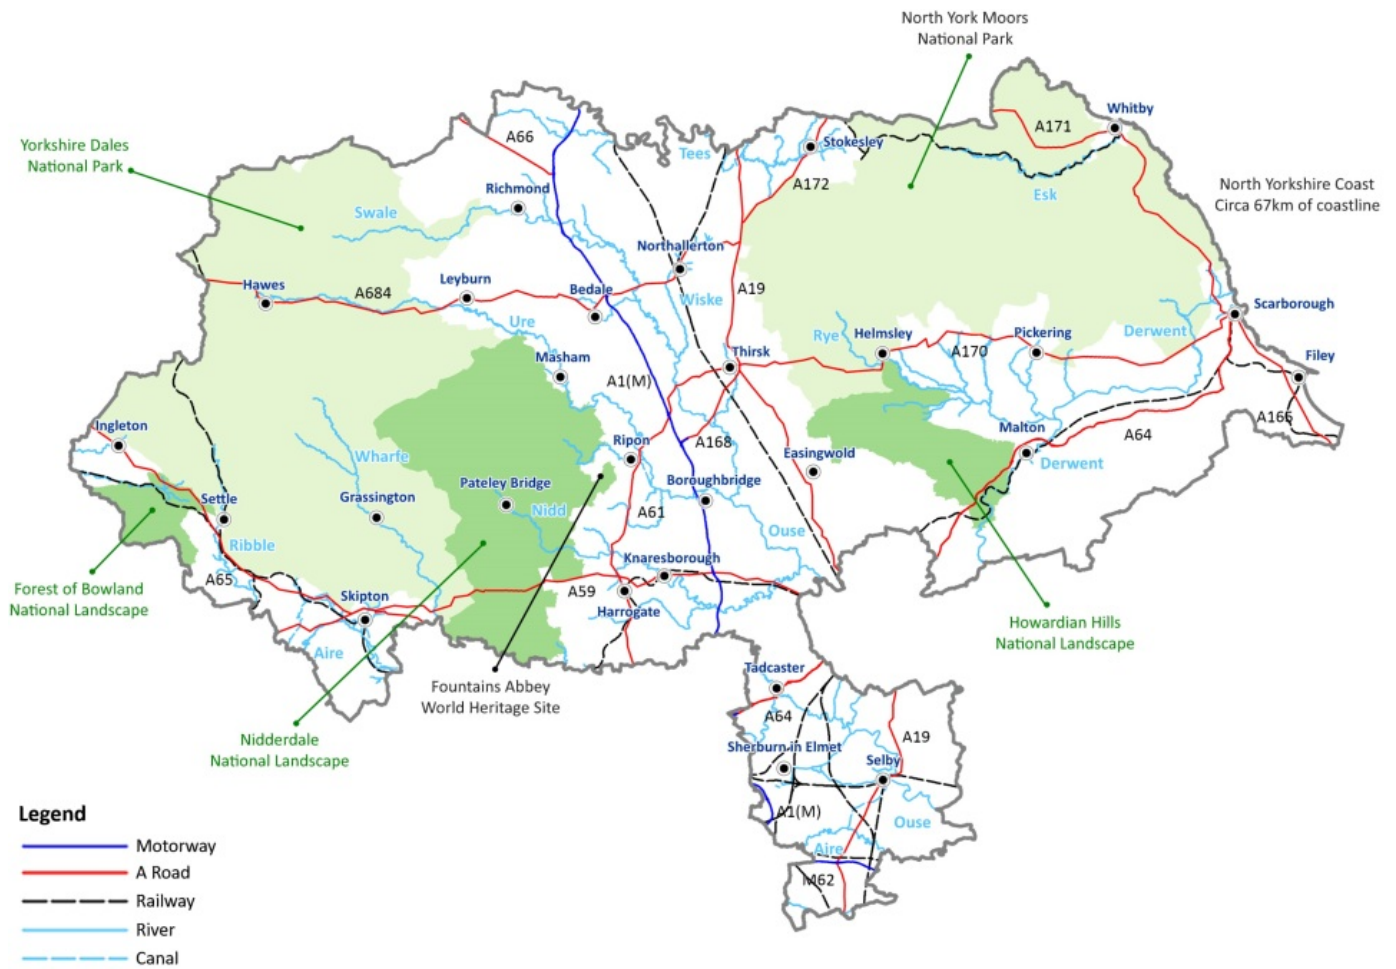 North York Moors
National Park
Whitby
A171
A66
Stokesley
Tees
Yorkshire Dales
National Park
A172
Esk
North Yorkshire Coast
Circa 67km of coastline
Richmond
Swale
Northallerton
Hawes
A684
Leyburn
Bedale
A19
Wiske
Scarborough
Ure
Rye
Helmsley
A170
Pickering
Derwent
Masham
Thirsk
Filey
A1(M)
A165
Ingleton
Malton
A64
Ripon
A168
Wharfe
Easingwold
Derwent
Settle
Grassington
Pateley Bridge
Nidd
Boroughbridge
A61
Ouse
Ribble
Knaresborough
Forest of Bowland
National Landscape
A65
Skipton
A59
Harrogate
Howardian Hills
National Landscape
Aire
Tadcaster
Fountains Abbey
World Heritage Site
A64
Nidderdale
National Landscape
Sherburn in Elmet
A19
Selby
A1(M)
Ouse
Aire
M62
Legend
Motorway
A Road
Railway
River
Canal